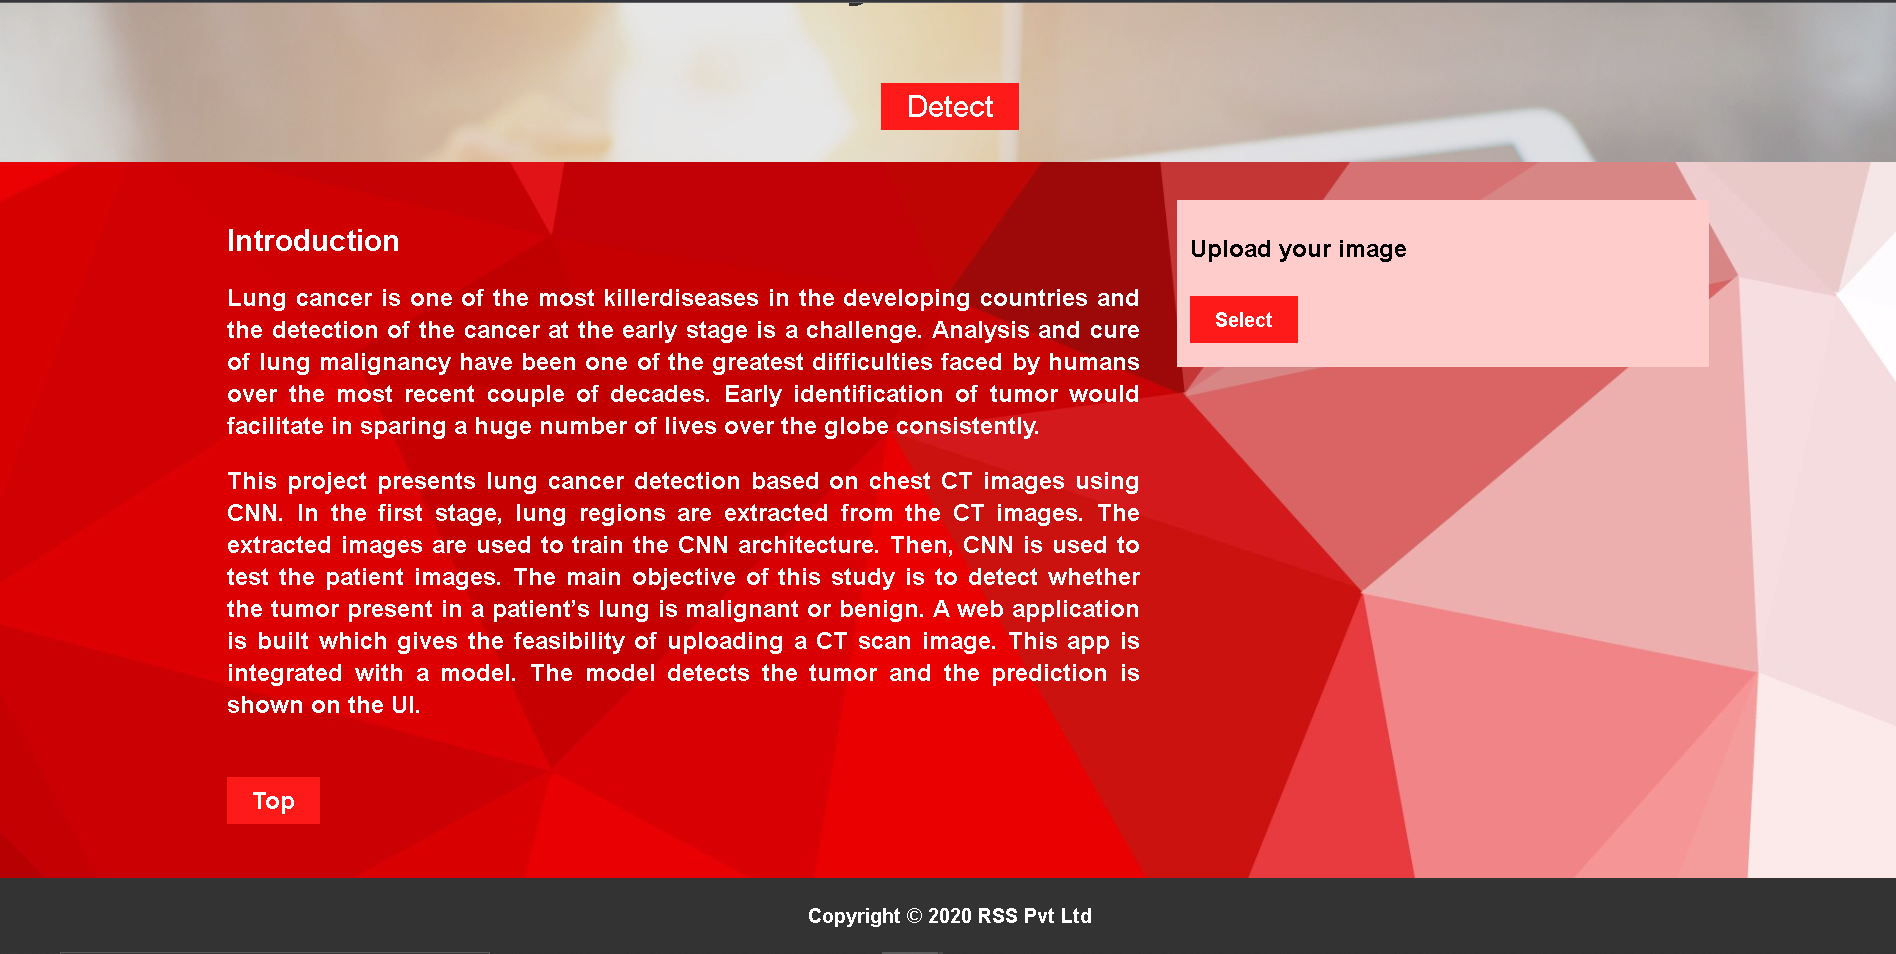 Detect
Introduction
Lung cancer is one of the most killerdiseases in the developing countries and
the detection of the cancer at the early stage is a challenge. Analysis and cure
of lung malignancy have been one of the greatest difficulties faced by humans
over the most recent couple of decades. Early identification of tumor would
facilitate in sparing a huge number of lives over the globe consistently.
This project presents lung cancer detection based on chest CT images using
CNN. In the first stage, lung regions are extracted from the CT images. The
extracted images are used to train the CNN architecture. Then, CNN is used to
test the patient images. The main objective of this study is to detect whether
the tumor present in a patient’s lung is malignant or benign. A web application
is built which gives the feasibility of uploading a CT scan image. This app is
integrated with a model. The model detects the tumor and the prediction is
shown on the UI.
Top
Upload your image
Select
Copyright © 2020 RSS Pvt Ltd